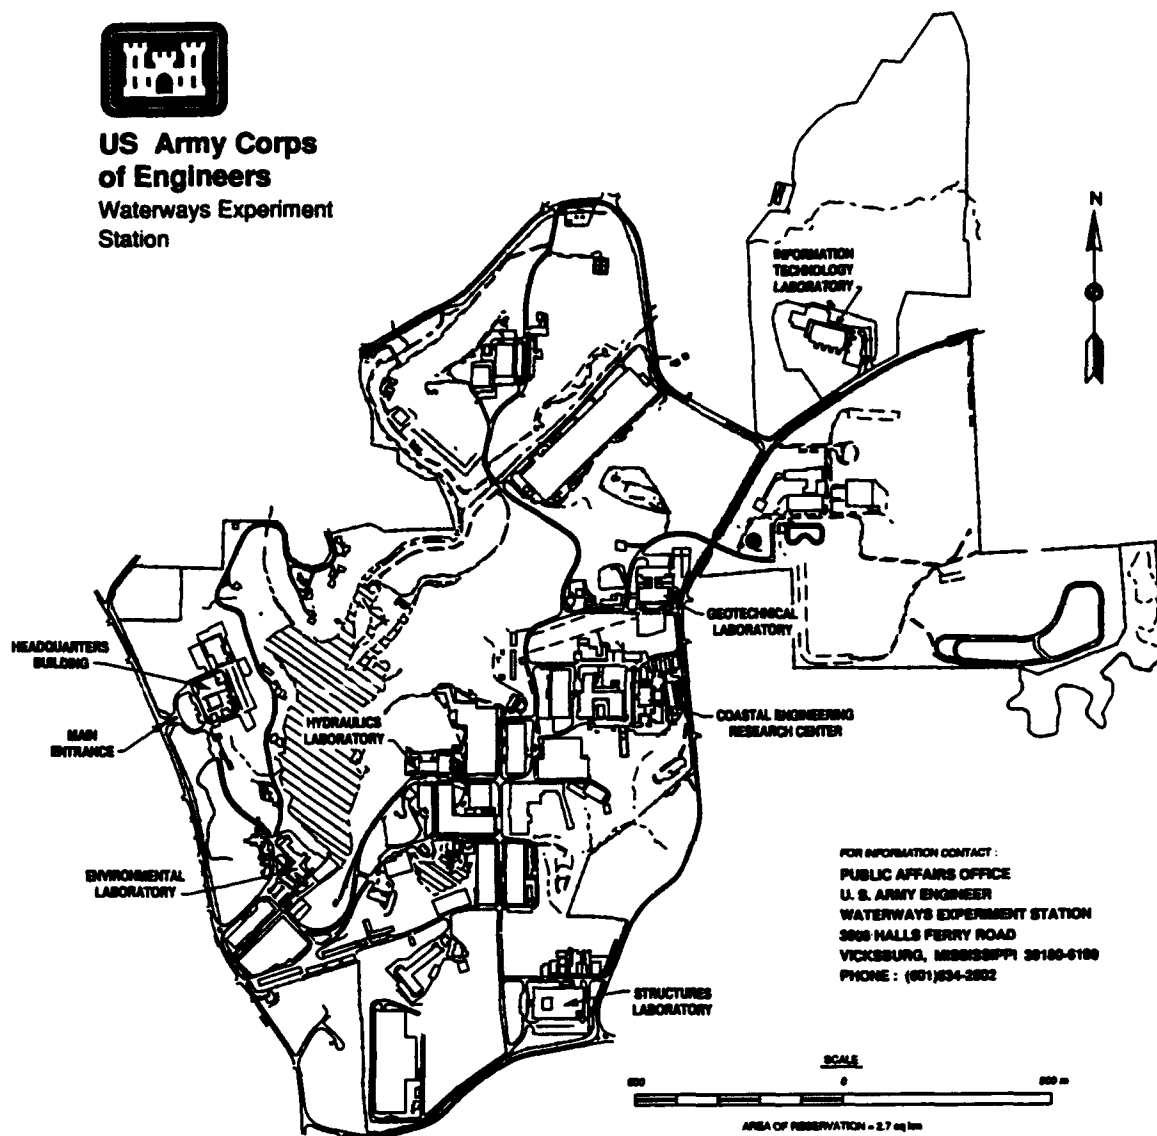 US Army Corps
of Engineers
Waterways Experiment
Station
N
INFORMATION
TECHNOLOGY
LABORATORY
GEOTECHNICAL
LABORATORY
HEADQUARTERS
BUILDING
MAIN
ENTRANCE
HYDRAULICS
LABORATORY
COASTAL ENGINEERING
RESEARCH CENTER
ENVIRONMENTAL
LABORATORY
STRUCTURES
LABORATORY
FOR INFORMATION CONTACT :
PUBLIC AFFAIRS OFFICE
U. S. ARMY ENGINEER
WATERWAYS EXPERIMENT STATION
HALLS FERRY ROAD
VICKSBURG, MISSISSIPPI
PHONE :
SCALE
0
AREA OF RESERVATION = 2.7 sq km